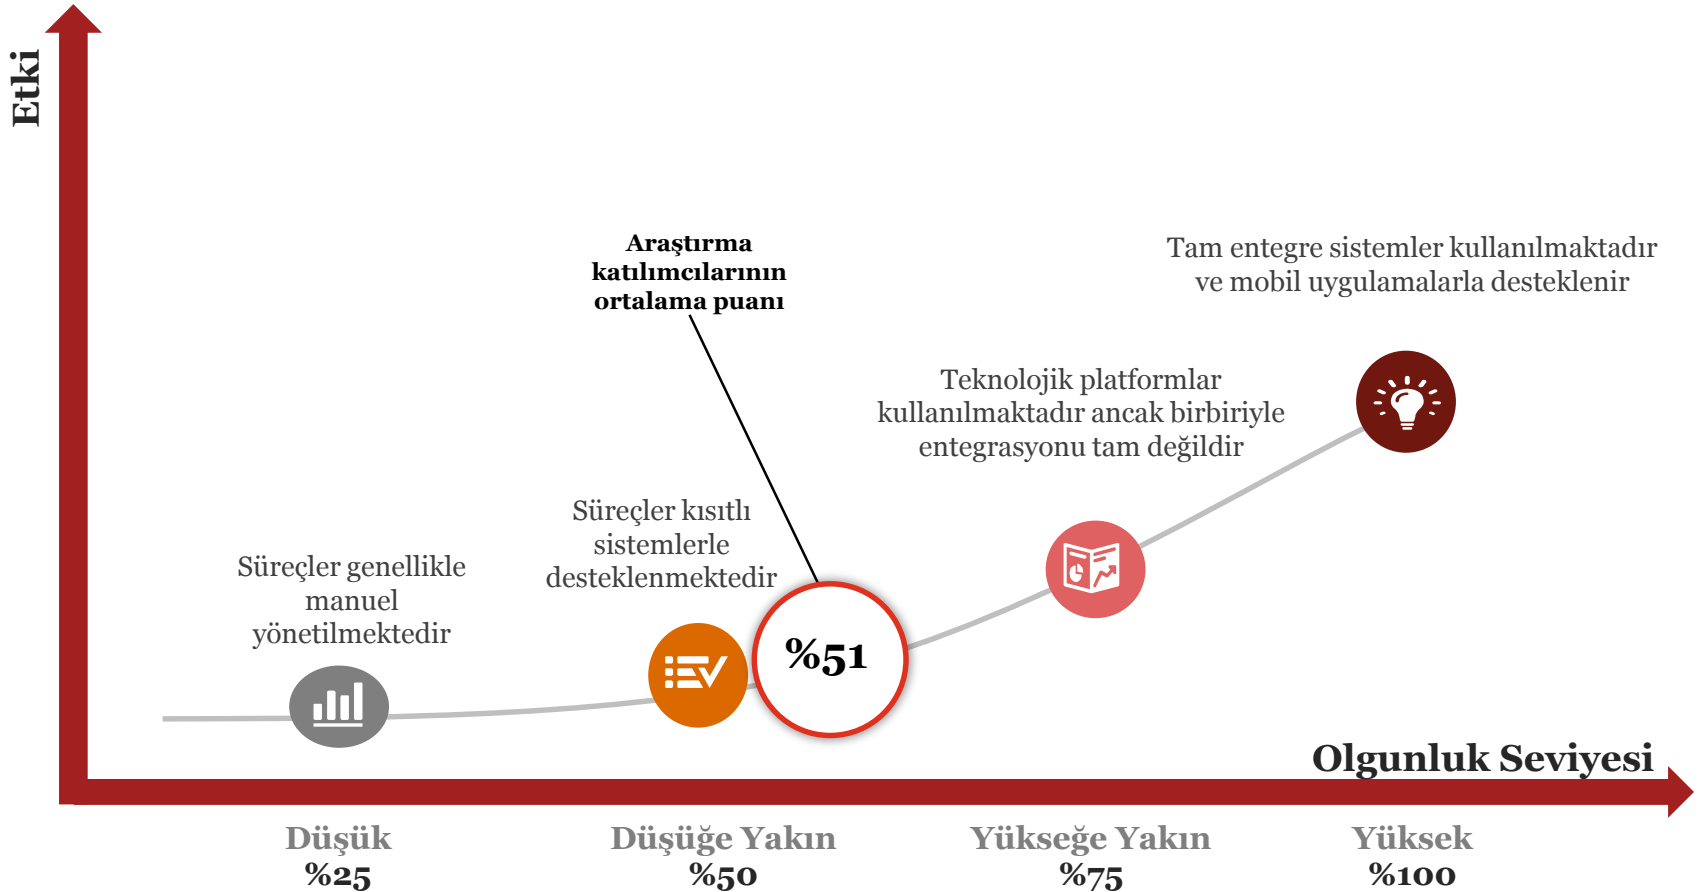 Etki
Araştırma
katılımcılarının
ortalama puanı
Tam entegre sistemler kullanılmaktadır
ve mobil uygulamalarla desteklenir
Teknolojik platformlar
kullanılmaktadır ancak birbiriyle
entegrasyonu tam değildir
Süreçler kısıtlı
sistemlerle
desteklenmektedir
Süreçler genellikle
manuel
yönetilmektedir
%51
Olgunluk Seviyesi
Düşük
%25
Düşüğe Yakın
%50
Yükseğe Yakın
%75
Yüksek
%100